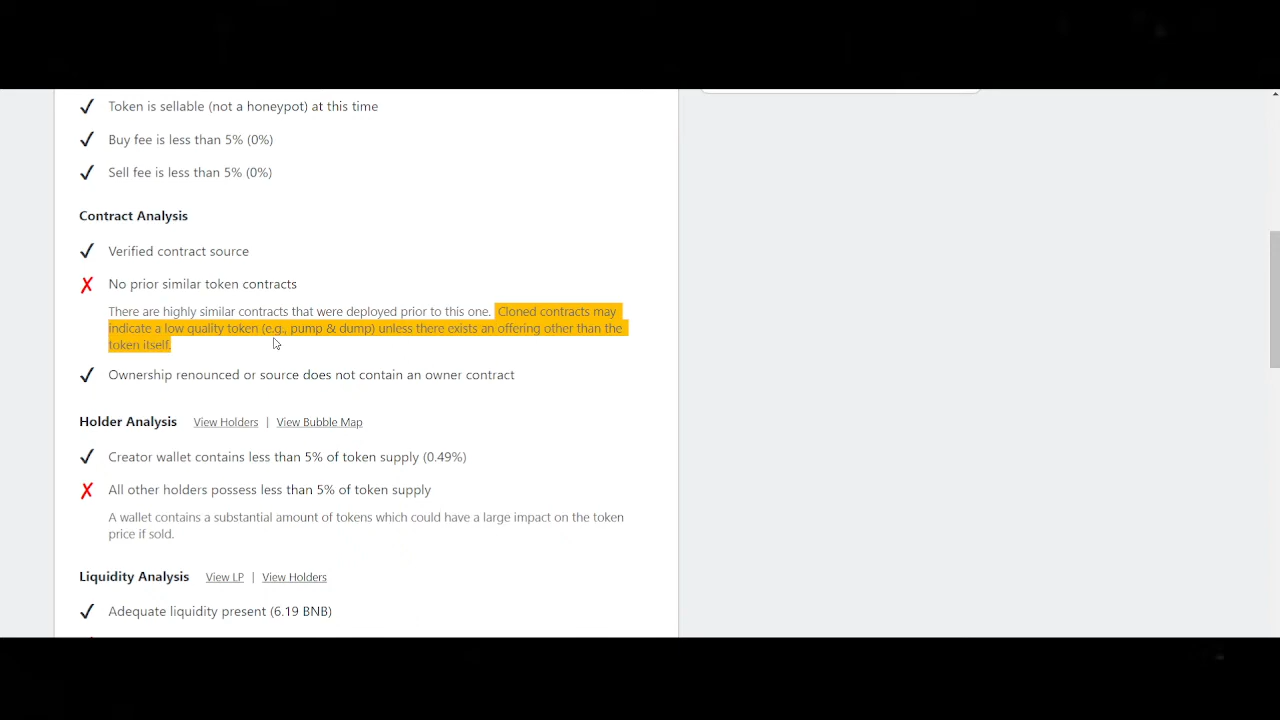 Token is sellable (not a honeypot) at this time
Buy fee is less than 5% (0%)
Sell fee is less than 5% (0%)
Contract Analysis
Verified contract source
No prior similar token contracts
There are highly similar contracts that were deployed prior to this one. Cloned contracts may
indicate a low quality token (e.g., pump & dump) unless there exists an offering other than the
token itself.
Ownership renounced or source does not contain an owner contract
Holder Analysis View Holders | View Bubble Map
Creator wallet contains less than 5% of token supply (0.49%)
All other holders possess less than 5% of token supply
A wallet contains a substantial amount of tokens which could have a large impact on the token
price if sold.
Liquidity Analysis View LP | View Holders
Adequate liquidity present (6.19 BNB)